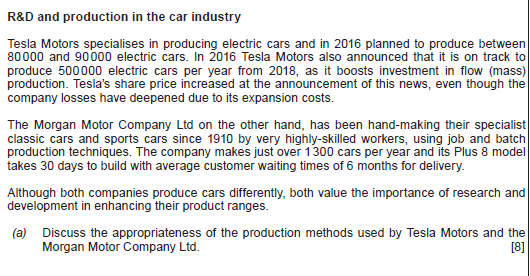 R&D and production in the car industry
Tesla Motors specialises in producing electric cars and in 2016 planned to produce between
80 000 and 90 000 electric cars. In 2016 Tesla Motors also announced that it is on track to
produce 500 000 electric cars per year from 2018, as it boosts investment in flow (mass)
production. Tesla's share price increased at the announcement of this news, even though the
company losses have deepened due to its expansion costs.
The Morgan Motor Company Ltd on the other hand, has been hand-making their specialist
classic cars and sports cars since 1910 by very highly-skilled workers, using job and batch
production techniques. The company makes just over 1 300 cars per year and its Plus 8 model
takes 30 days to build with average customer waiting times of 6 months for delivery.
Although both companies produce cars differently, both value the importance of research and
development in enhancing their product ranges.
(a) Discuss the appropriateness of the production methods used by Tesla Motors and the
Morgan Motor Company Ltd. [8]